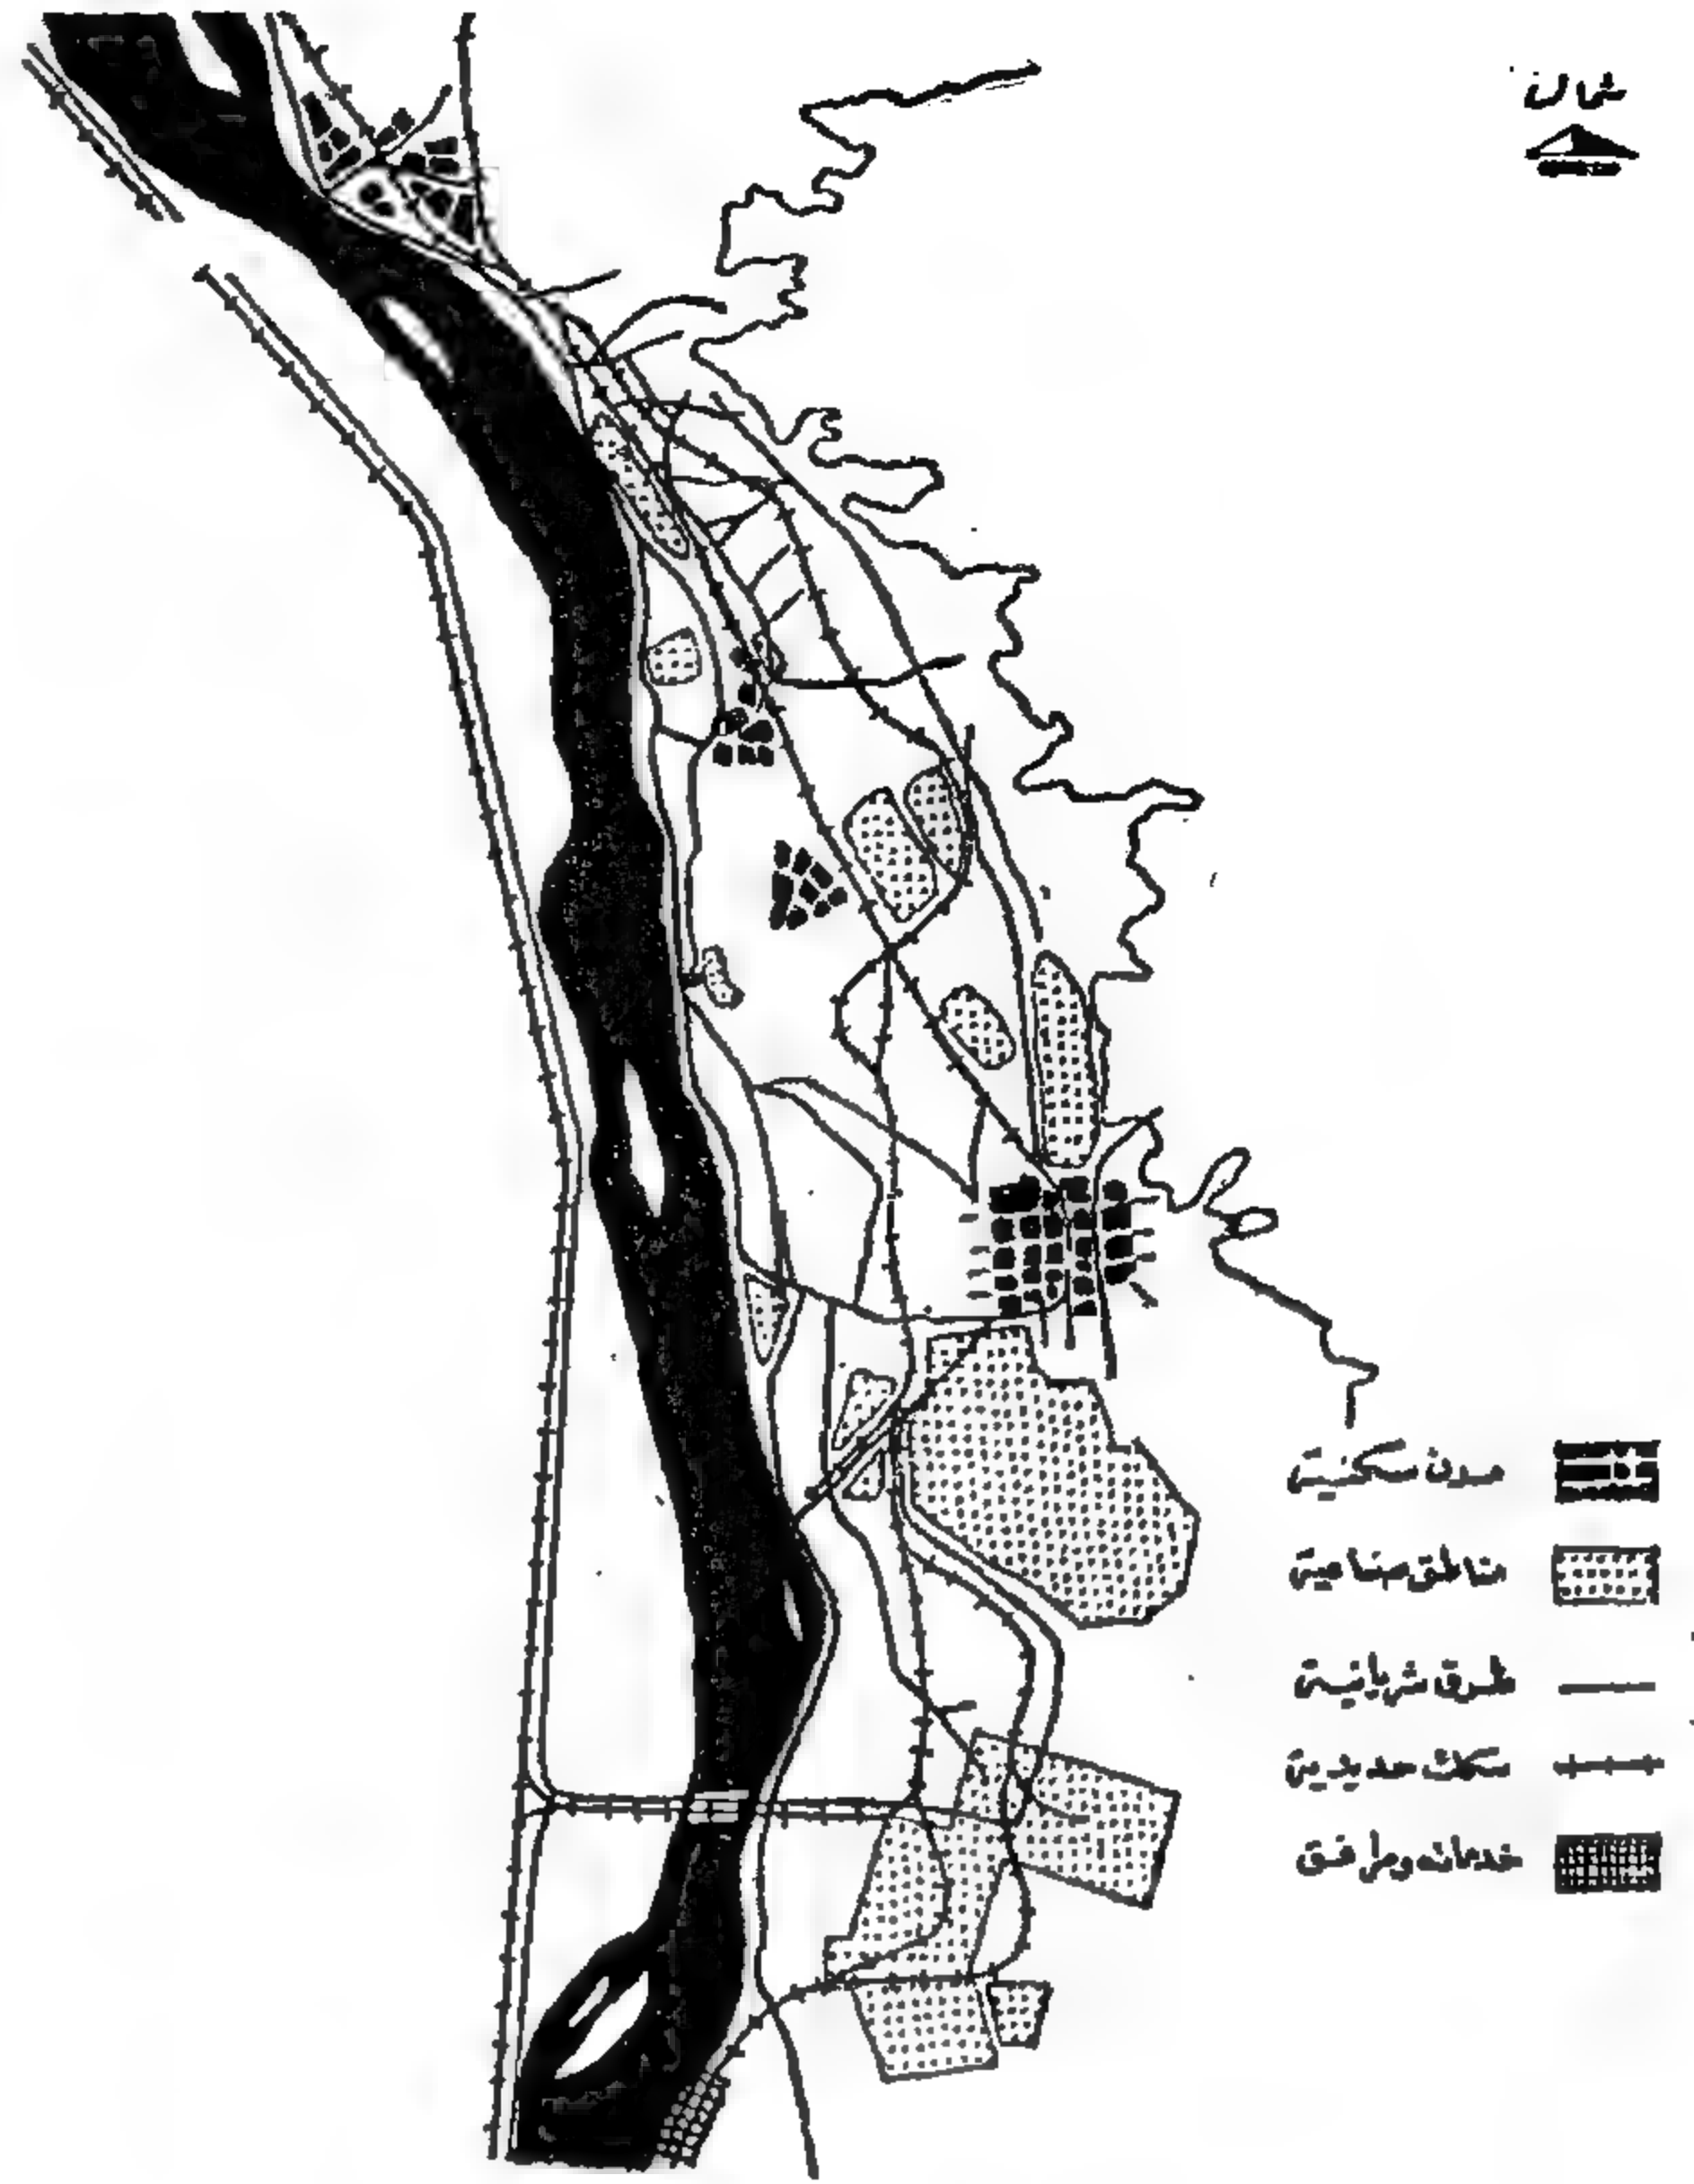 شمال
مدن سكنية
مناطق صناعية
طرق شريانية
سكك حديدية
خدمات ومرافق